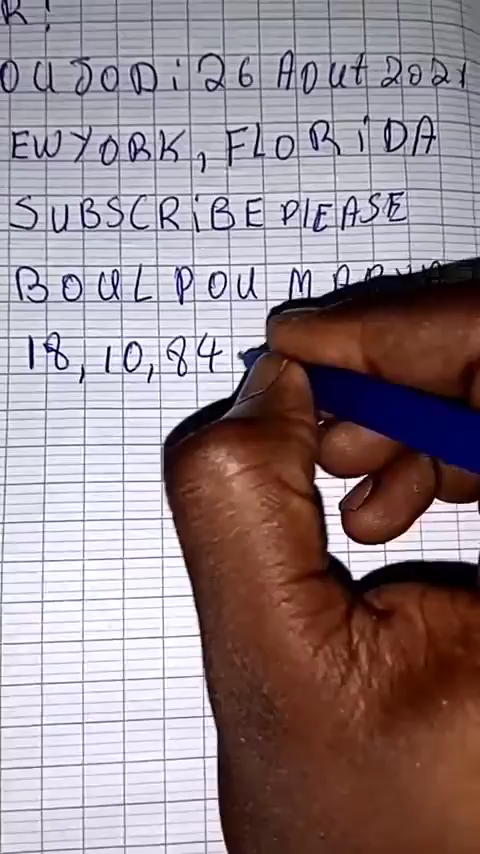 R!
OUJODi 26 AOUt 2021
EWYORK, FLORiDA
SUBSCRiBE PlEASE
BOUL POU
18, 10, 84